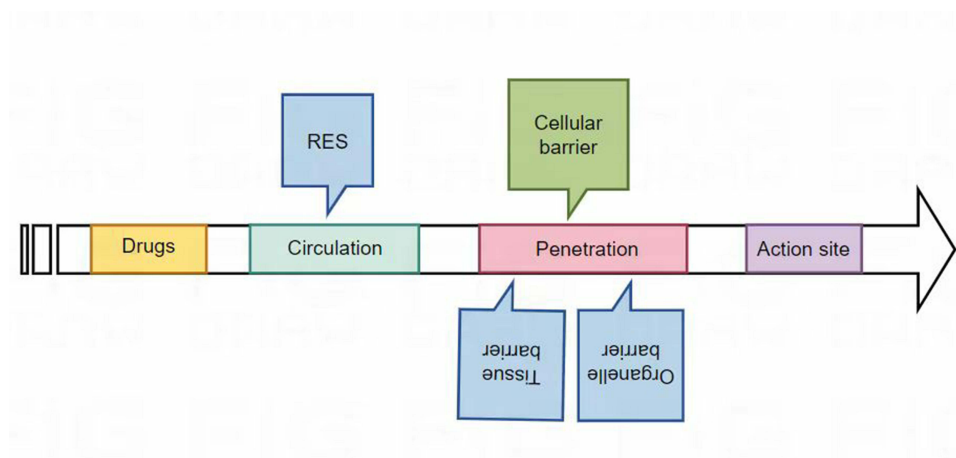 RES
Cellular
barrier
Drugs
Circulation
Penetration
Action site
Tissue
barrier
Organelle
barrier